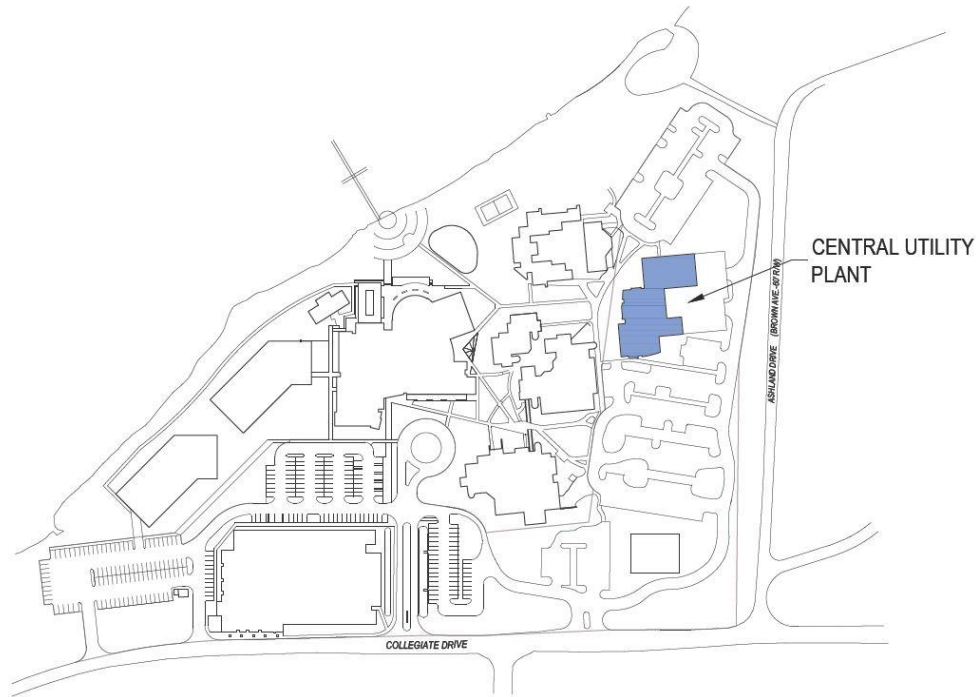 CENTRAL UTILITY
PLANT
ASHLAND DRIVE (BROWN AVE.-60' R/W)
COLLEGIATE DRIVE